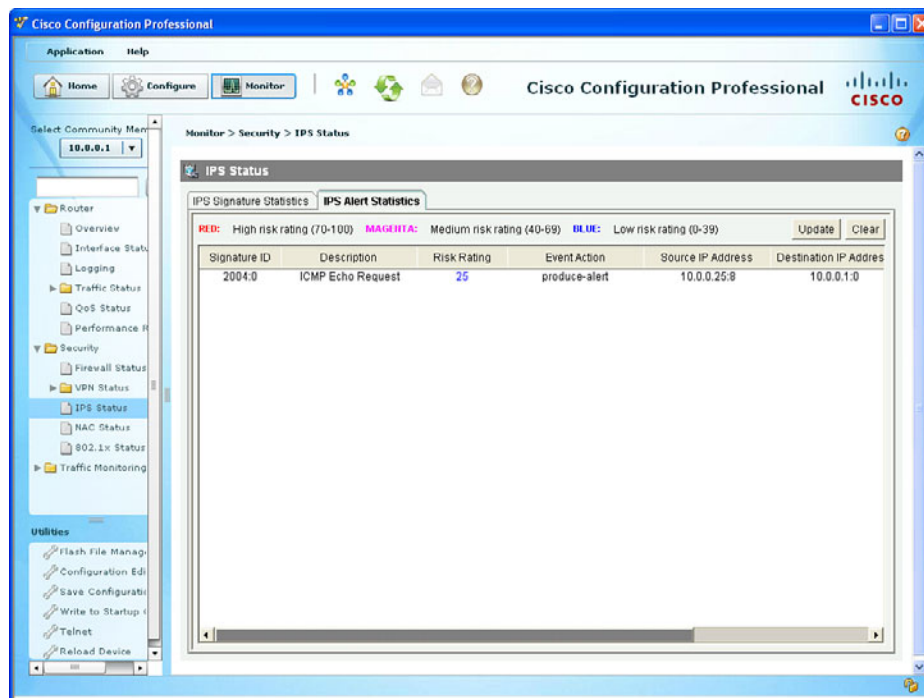 Cisco Configuration Professional
Application Help
Home Configure Monitor Cisco Configuration Professional CISCO
Select Community Mem
10.0.0.1
Monitor > Security > IPS Status
IPS Status
IPS Signature Statistics IPS Alert Statistics
RED: High risk rating (70-100) MAGENTA: Medium risk rating (40-69) BLUE: Low risk rating (0-39) Update Clear
Signature ID Description Risk Rating Event Action Source IP Address Destination IP Addres
2004:0 ICMP Echo Request 25 produce-alert 10.0.0.25:8 10.0.0.1:0
Router
Overview
Interface Statu
Logging
Traffic Status
QoS Status
Performance R
Security
Firewall Status
VPN Status
IPS Status
NAC Status
802.1x Status
Traffic Monitoring
Utilities
Flash File Manag
Configuration Edi
Save Configuratio
Write to Startup
Telnet
Reload Device